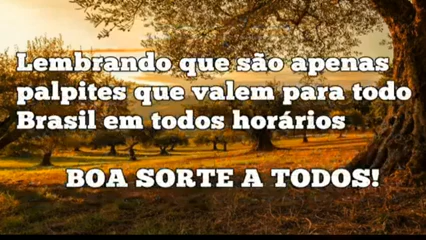 Lembrando que são apenas
palpites que valem para todo
Brasil em todos horários
BOA SORTE A TODOS!